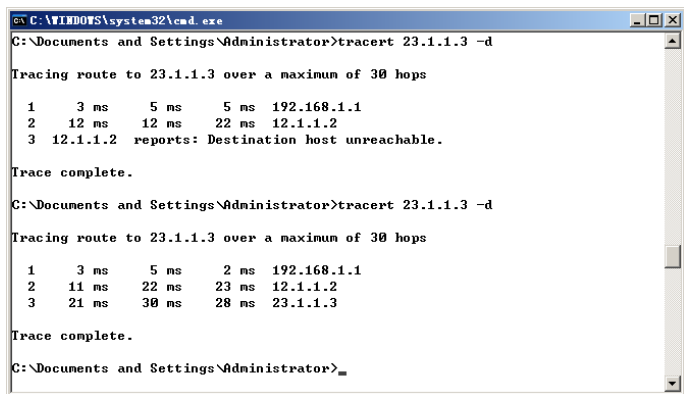 C:\WINDOWS\system32\cmd.exe
C:\Documents and Settings\Administrator>tracert 23.1.1.3 -d
Tracing route to 23.1.1.3 over a maximum of 30 hops
1 3 ms 5 ms 5 ms 192.168.1.1
2 12 ms 12 ms 22 ms 12.1.1.2
3 12.1.1.2 reports: Destination host unreachable.
Trace complete.
C:\Documents and Settings\Administrator>tracert 23.1.1.3 -d
Tracing route to 23.1.1.3 over a maximum of 30 hops
1 3 ms 5 ms 2 ms 192.168.1.1
2 11 ms 22 ms 23 ms 12.1.1.2
3 21 ms 30 ms 28 ms 23.1.1.3
Trace complete.
C:\Documents and Settings\Administrator>_